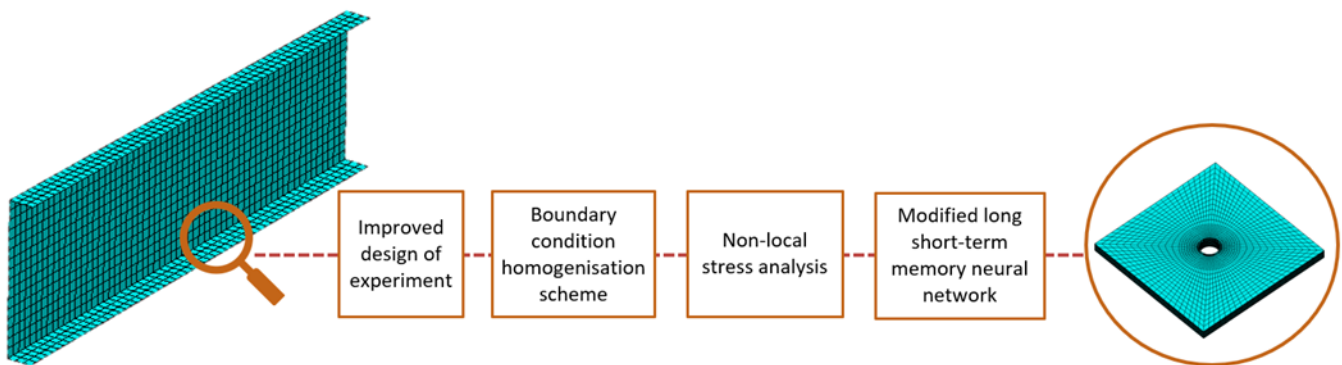 Improved
design of
experiment
Boundary
condition
homogenisation
scheme
Non-local
stress analysis
Modified long
short-term
memory neural
network